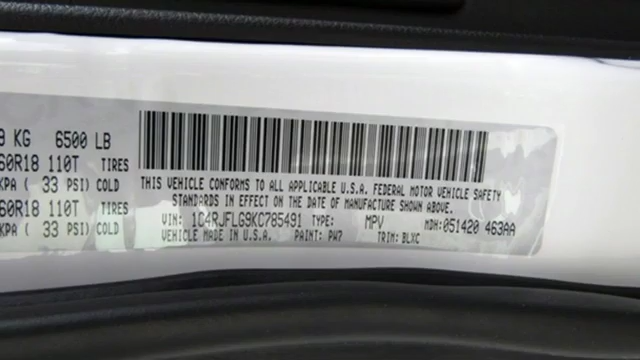 9 KG 6500 LB
60R18 110T TIRES
KPA ( 33 PSI) COLD
60R18 110T TIRES
KPA ( 33 PSI) COLD
THIS VEHICLE CONFORMS TO ALL APPLICABLE U.S.A. FEDERAL MOTOR VEHICLE SAFETY
STANDARDS IN EFFECT ON THE DATE OF MANUFACTURE SHOWN ABOVE.
VIN: 1C4RJFLG9KC785491 TYPE: MPV MDH: 051420 463AA
VEHICLE MADE IN U.S.A. PAINT: PW7 TRIM: BLXC